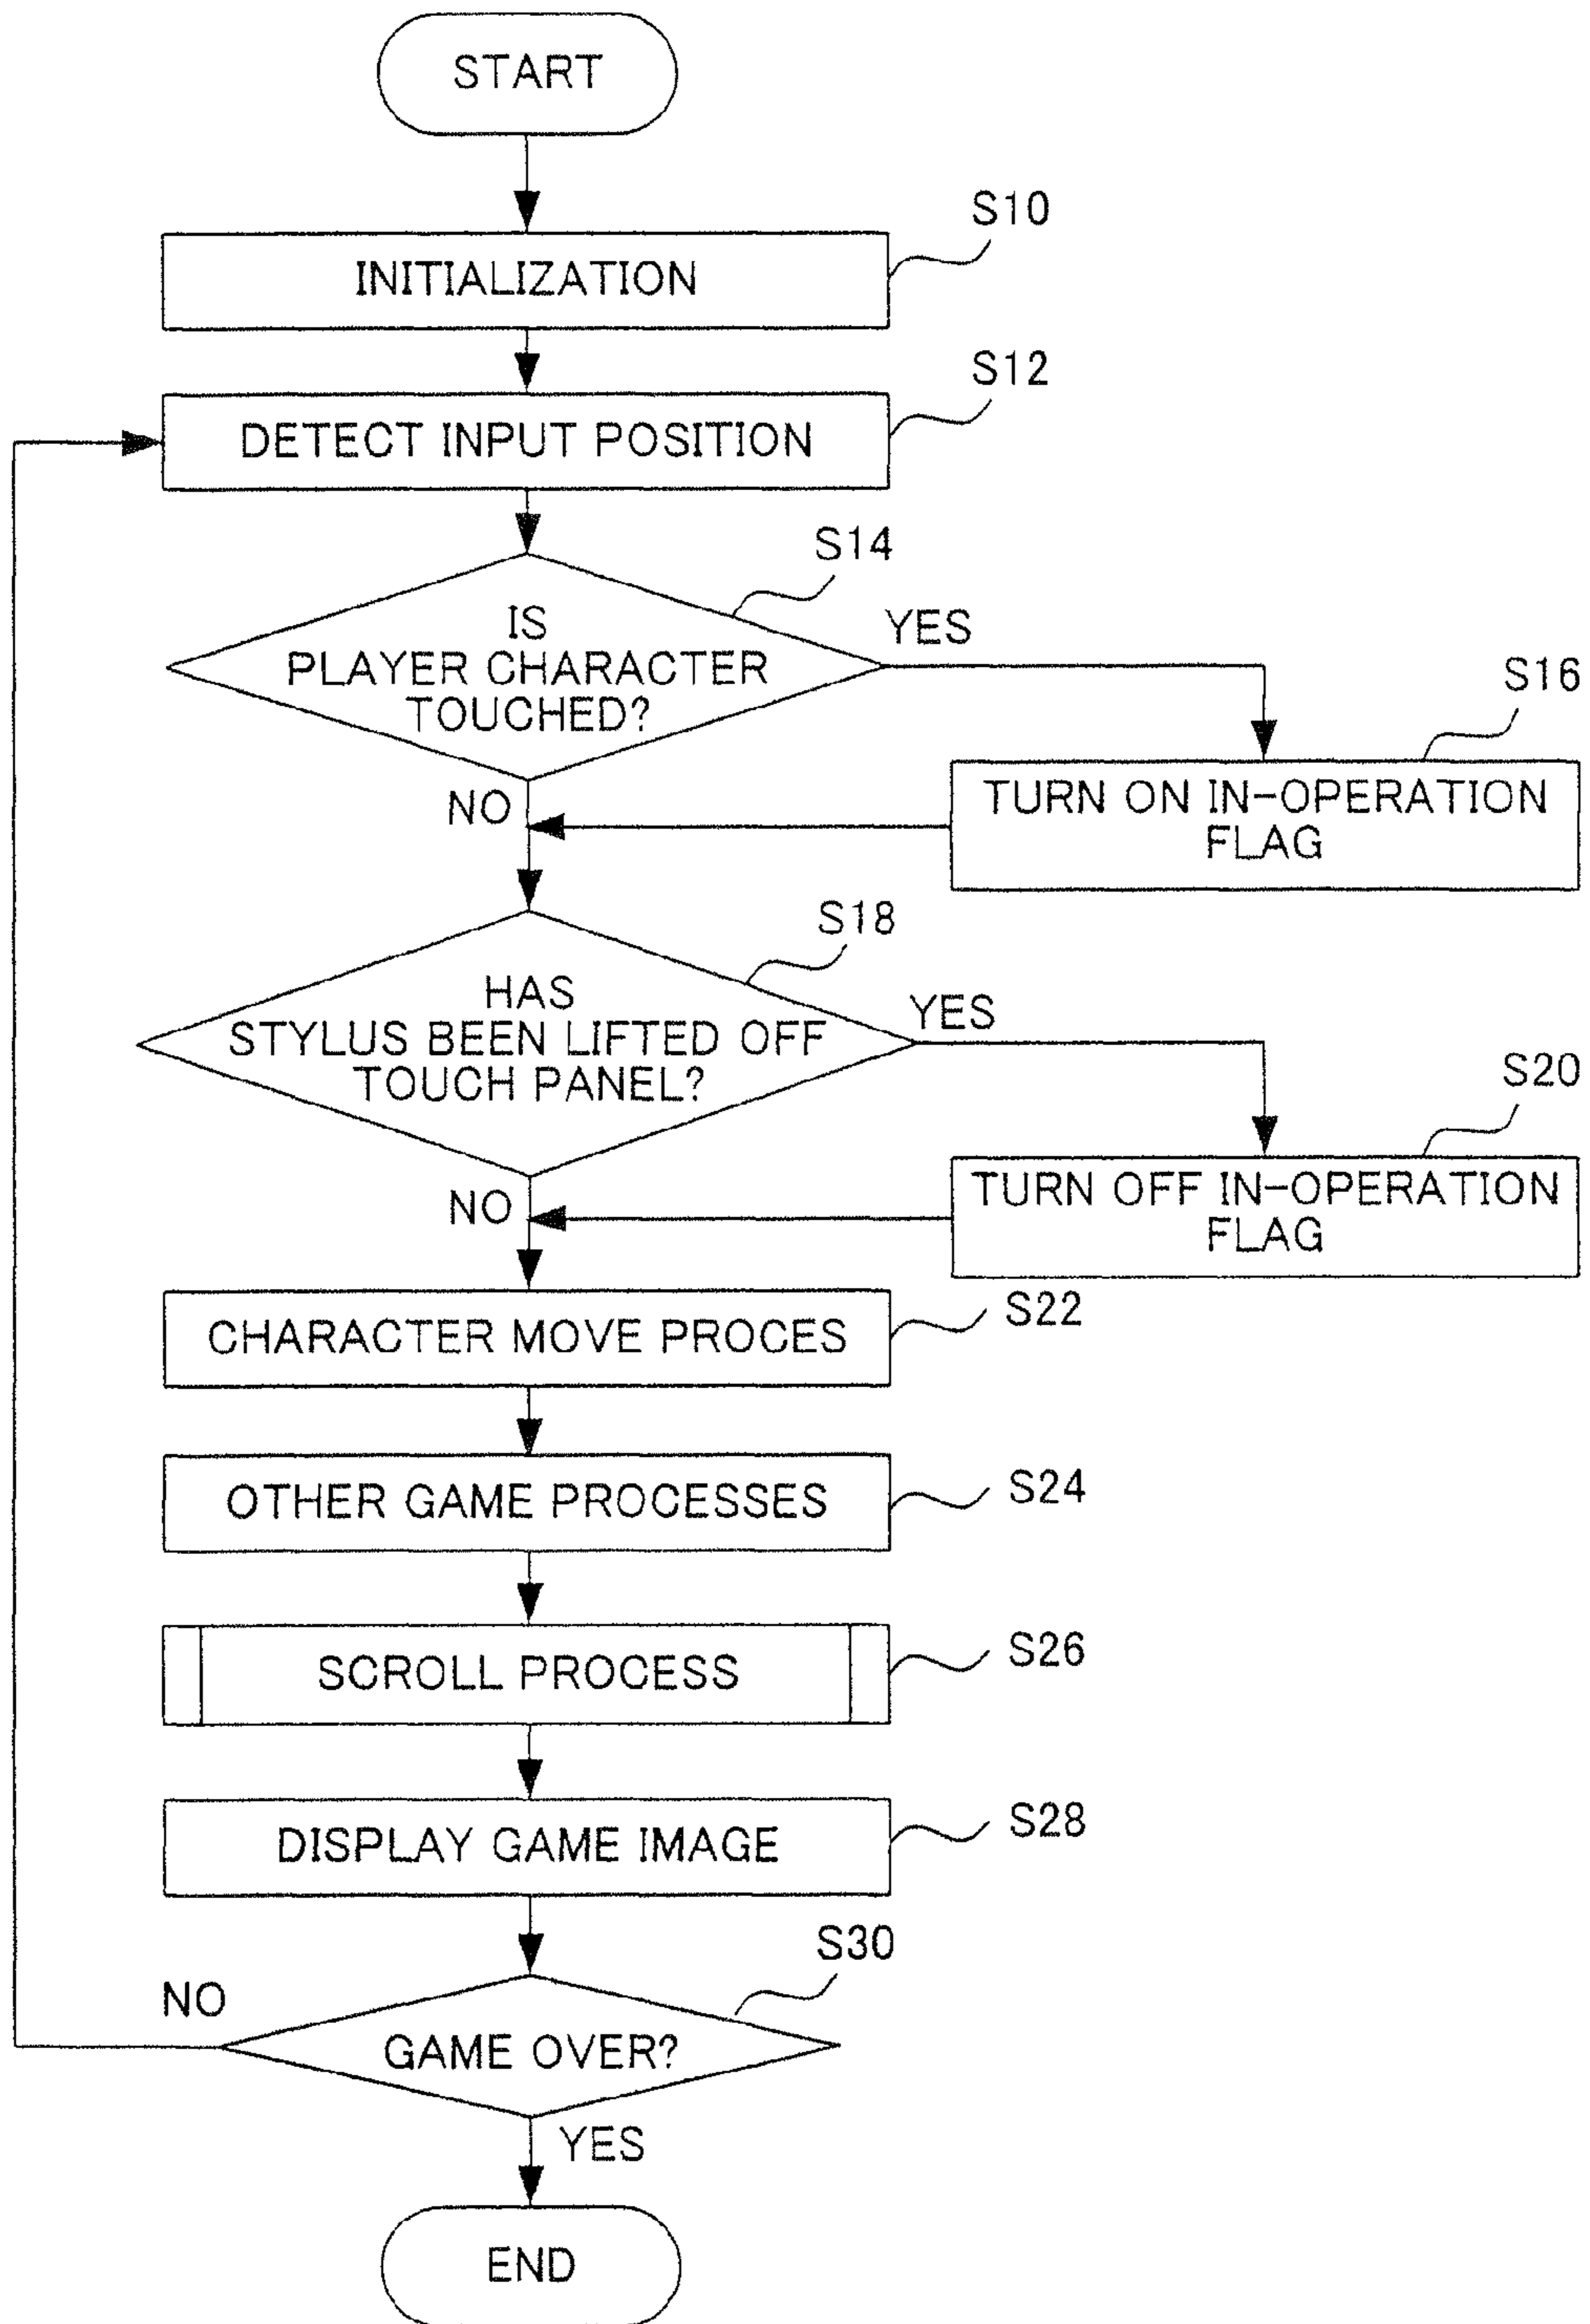 START
S10
INITIALIZATION
S12
DETECT INPUT POSITION
S14
IS
PLAYER CHARACTER
TOUCHED?
YES
S16
TURN ON IN-OPERATION
FLAG
NO
S18
HAS
STYLUS BEEN LIFTED OFF
TOUCH PANEL?
YES
S20
TURN OFF IN-OPERATION
FLAG
NO
S22
CHARACTER MOVE PROCES
S24
OTHER GAME PROCESSES
S26
SCROLL PROCESS
S28
DISPLAY GAME IMAGE
S30
NO
GAME OVER?
YES
END